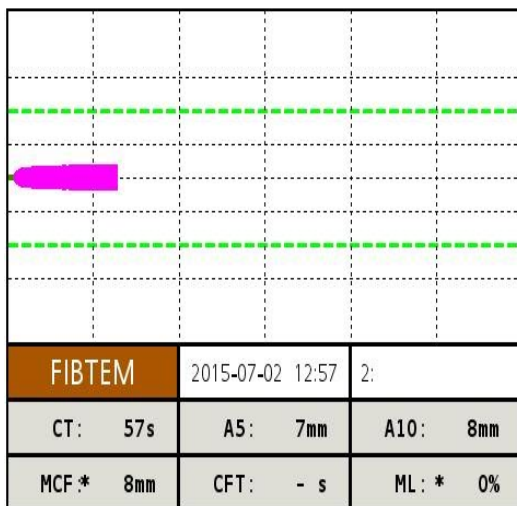 FIBTEM 2015-07-02 12:57 2:
CT: 57s A5: 7mm A10: 8mm
MCF:* 8mm CFT: - s ML: * 0%